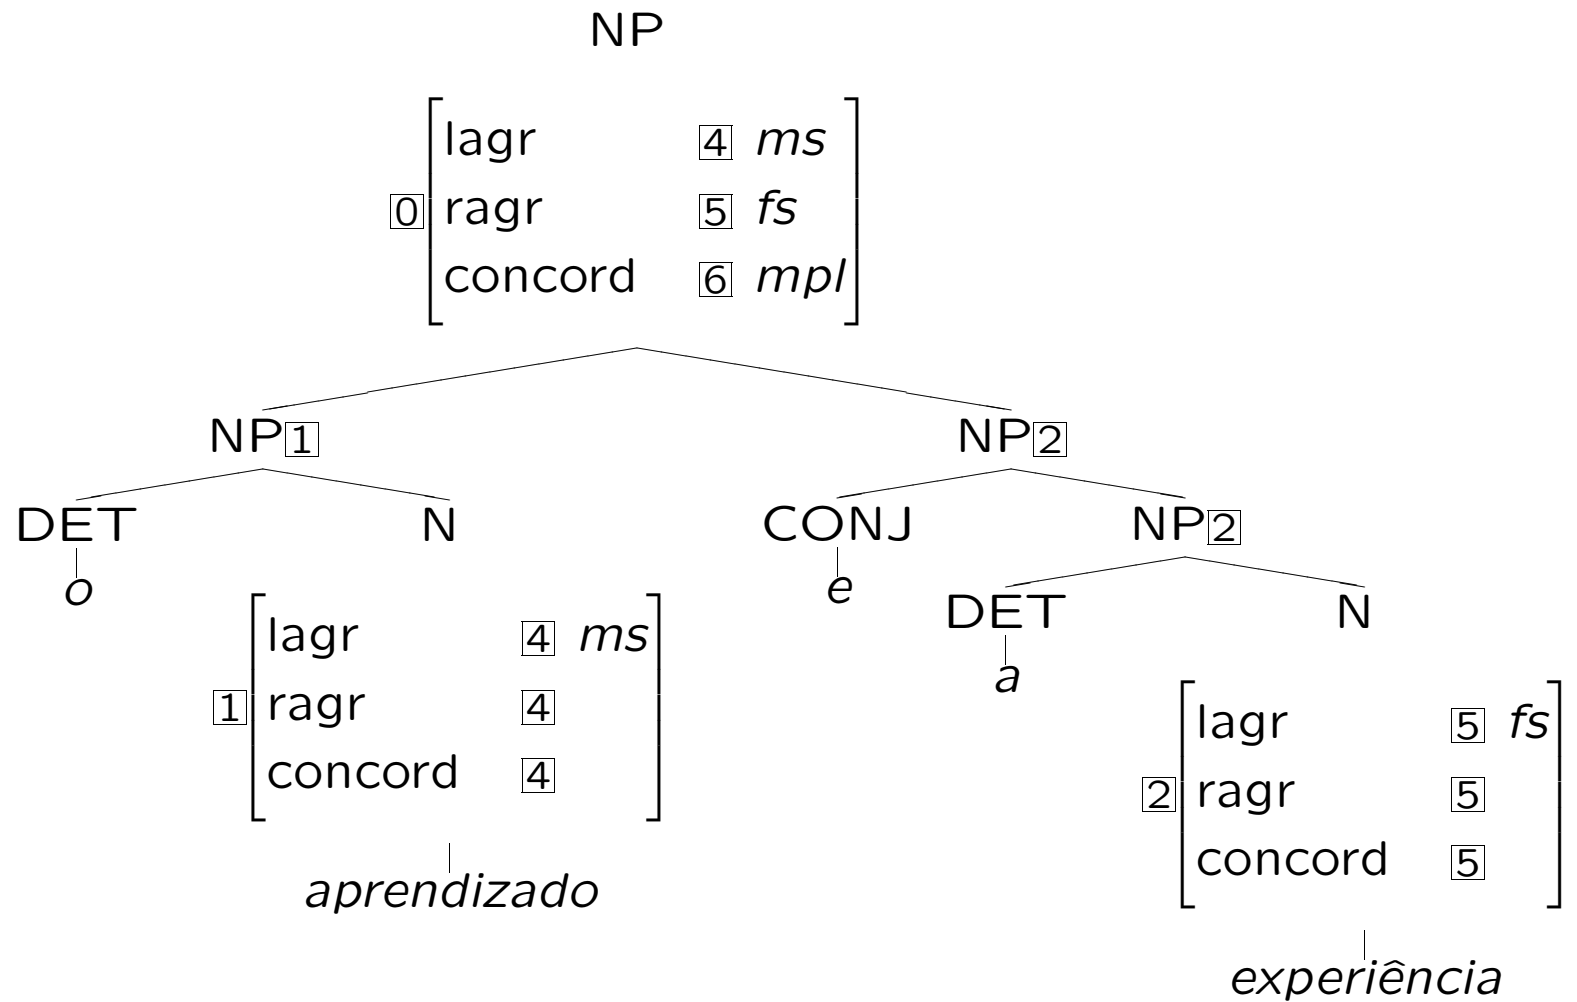 NP
lagr 4 ms
0 ragr 5 fs
concord 6 mpl
NP1 NP2
DET N CONJ NP2
o e
DET N
lagr 4 ms
a
1 ragr 4
lagr 5 fs
concord 4
2 ragr 5
concord 5
aprendizado
experiência